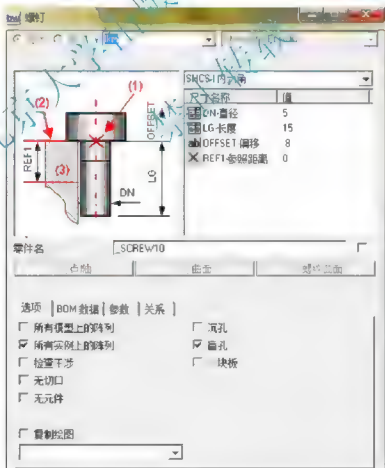 螺钉
SHCS-I 内六角
尺寸名称 值
DN-直径 5
LG-长度 15
OFFSET 偏移 8
REF1-参照距离 0
(1)
(2)
(3)
OFFSET
REF1
LG
DN
零件名 _SCREW10
点/轴 曲面
选项 BOM 数据 参数 关系
所有模型上的阵列 沉孔
所有实例上的阵列 盲孔
检查干涉 一块板
无切口
无元件
复制绘图